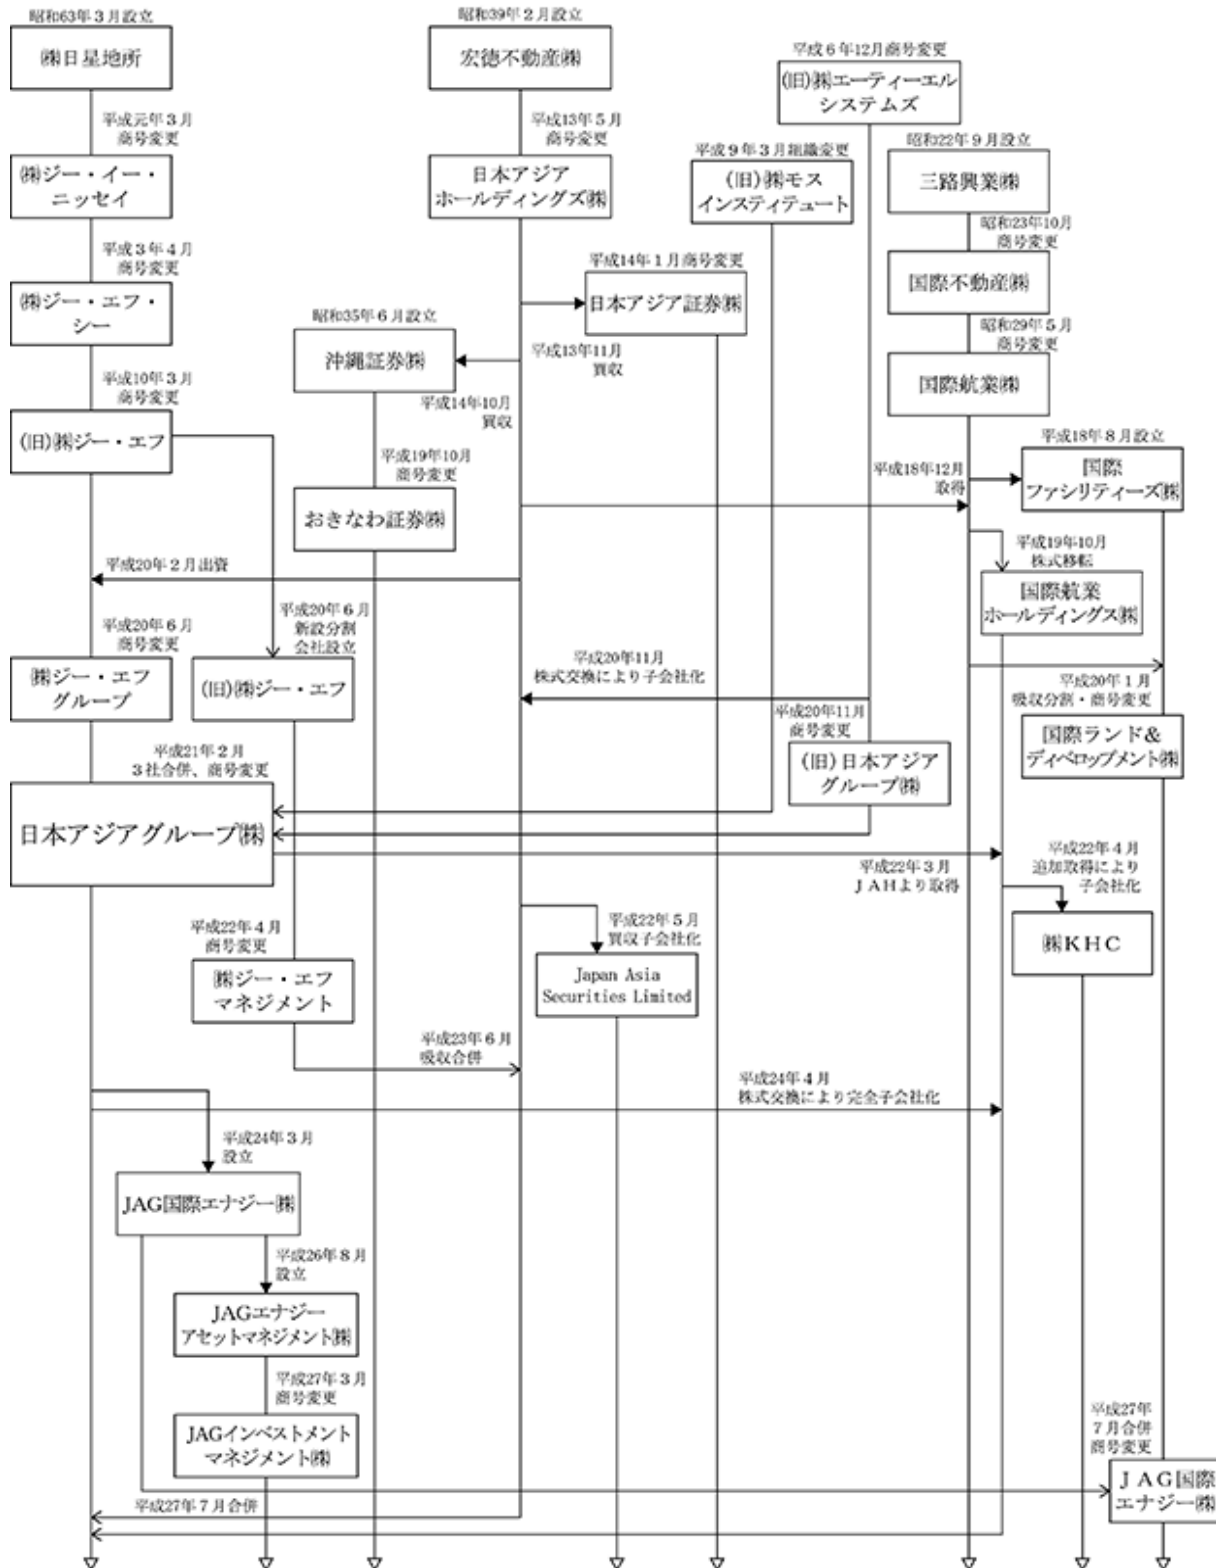 昭和63年3月設立
㈱日星地所
平成元年3月
商号変更
㈱ジー・イー・
ニッセイ
平成3年4月
商号変更
㈱ジー・エフ・
シー
平成10年3月
商号変更
(旧)㈱ジー・エフ
昭和39年2月設立
宏徳不動産㈱
平成13年5月
商号変更
日本アジア
ホールディングズ㈱
平成6年12月商号変更
(旧)㈱エーティーエル
システムズ
平成9年3月組織変更
(旧)㈱モス
インスティテュート
昭和22年9月設立
三路興業㈱
昭和23年10月
商号変更
国際不動産㈱
昭和29年5月
商号変更
国際航業㈱
平成14年1月商号変更
日本アジア証券㈱
平成13年11月
買収
昭和35年6月設立
沖縄証券㈱
平成14年10月
買収
平成19年10月
商号変更
おきなわ証券㈱
平成18年8月設立
国際
ファシリティーズ㈱
平成18年12月
取得
平成19年10月
株式移転
国際航業
ホールディングス㈱
平成20年2月出資
平成20年6月
商号変更
㈱ジー・エフ
グループ
平成20年6月
新設分割
会社設立
(旧)㈱ジー・エフ
平成20年11月
株式交換により子会社化
平成20年11月
商号変更
(旧)日本アジア
グループ㈱
平成20年1月
吸収分割・商号変更
国際ランド&
ディベロップメント㈱
平成21年2月
3社合併、商号変更
日本アジアグループ㈱
平成22年3月
JAHより取得
平成22年4月
追加取得により
子会社化
㈱KHC
平成22年4月
商号変更
㈱ジー・エフ
マネジメント
平成22年5月
買収子会社化
Japan Asia
Securities Limited
平成23年6月
吸収合併
平成24年4月
株式交換により完全子会社化
平成24年3月
設立
JAG国際エナジー㈱
平成26年8月
設立
JAGエナジー
アセットマネジメント㈱
平成27年3月
商号変更
JAGインベストメント
マネジメント㈱
平成27年
7月合併
商号変更
JAG国際
エナジー㈱
平成27年7月合併